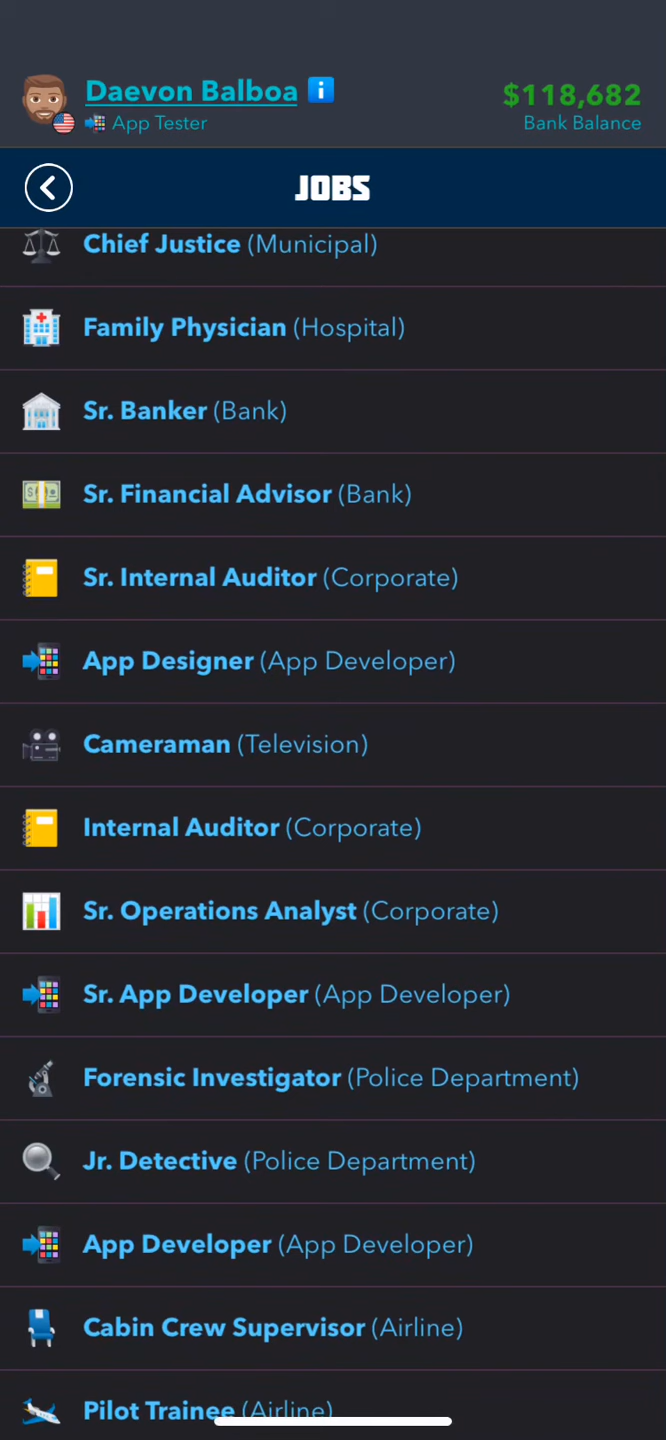 Daevon Balboa
$118,682
App Tester
Bank Balance
JOBS
Chief Justice (Municipal)
Family Physician (Hospital)
Sr. Banker (Bank)
Sr. Financial Advisor (Bank)
Sr. Internal Auditor (Corporate)
App Designer (App Developer)
Cameraman (Television)
Internal Auditor (Corporate)
Sr. Operations Analyst (Corporate)
Sr. App Developer (App Developer)
Forensic Investigator (Police Department)
Jr. Detective (Police Department)
App Developer (App Developer)
Cabin Crew Supervisor (Airline)
Pilot Trainee (Airline)